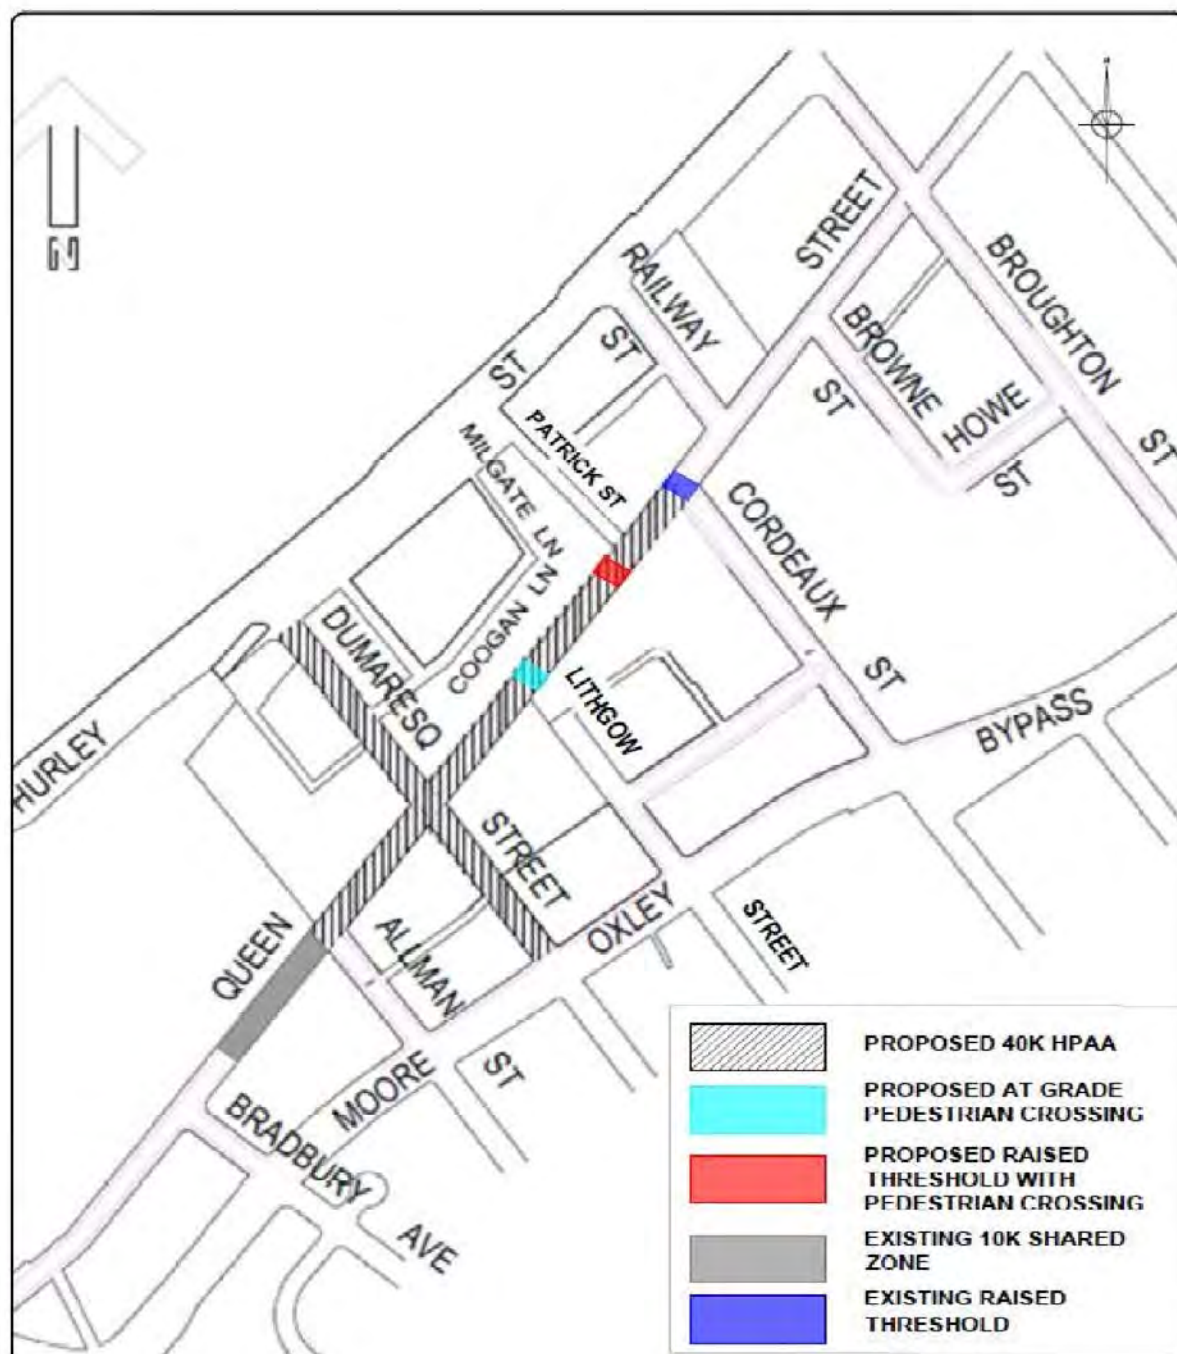 N
RAILWAY
ST
STREET
BROUGHTON
ST
BROWNE
ST
HOWE
ST
ST
PATRICK ST
MILGATE LN
COOGAN LN
CORDEAUX
ST
DUMARESQ
STREET
LITHGOW
STREET
BYPASS
HURLEY
QUEEN
ALLMAN
ST
OXLEY
MOORE
BRADBURY
AVE
PROPOSED 40K HPAA
PROPOSED AT GRADE
PEDESTRIAN CROSSING
PROPOSED RAISED
THRESHOLD WITH
PEDESTRIAN CROSSING
EXISTING 10K SHARED
ZONE
EXISTING RAISED
THRESHOLD